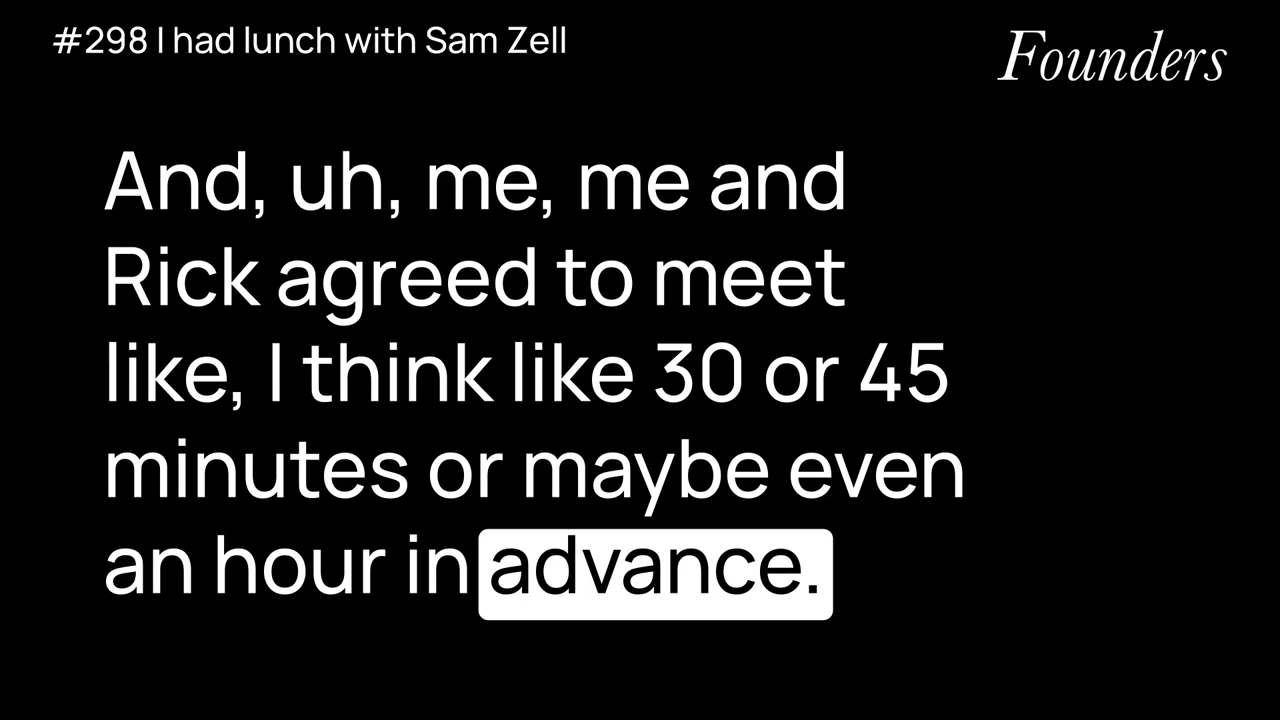 #298 I had lunch with Sam Zell
Founders
And, uh, me, me and
Rick agreed to meet
like, I think like 30 or 45
minutes or maybe even
an hour in advance.